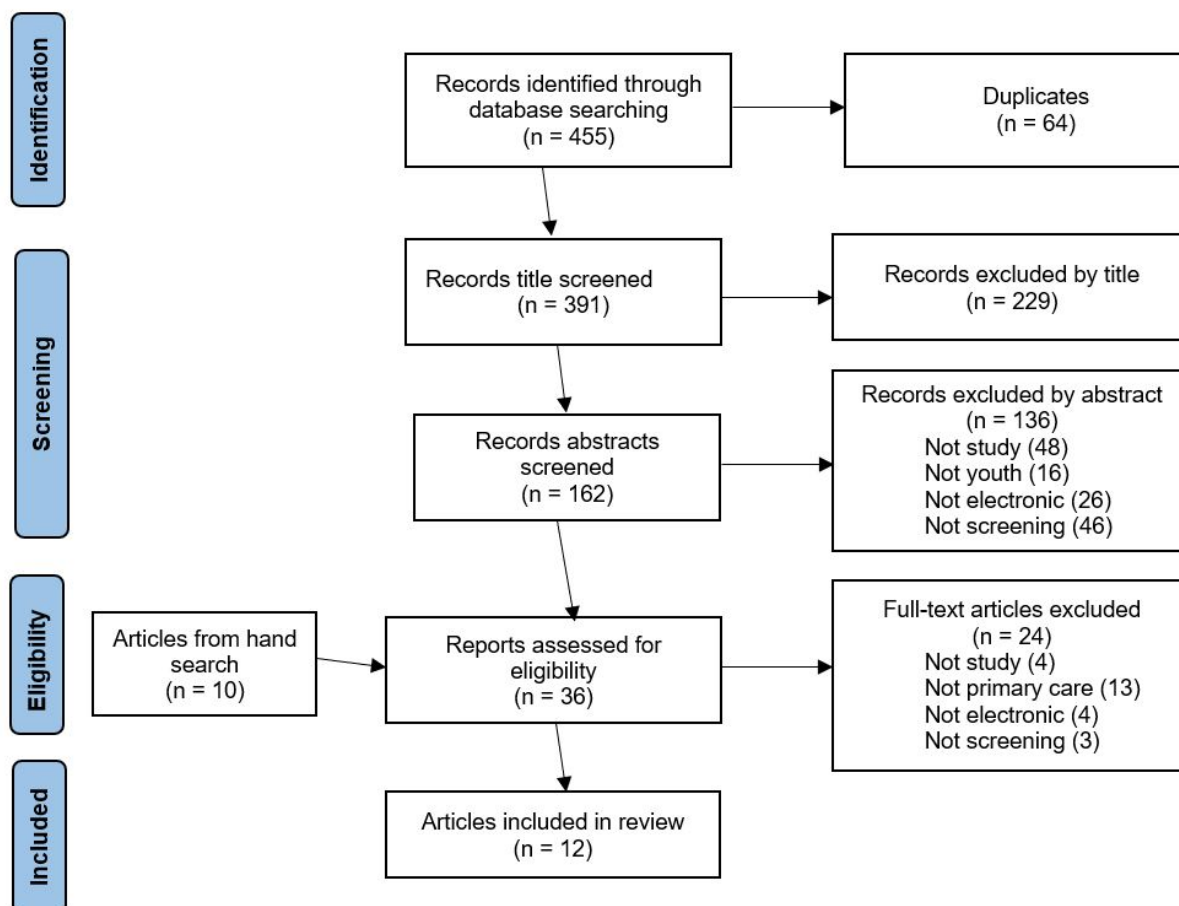 Identification
Records identified through
database searching
(n = 455)
Duplicates
(n = 64)
Screening
Records title screened
(n = 391)
Records excluded by title
(n = 229)
Records abstracts
screened
(n = 162)
Records excluded by abstract
(n = 136)
Not study (48)
Not youth (16)
Not electronic (26)
Not screening (46)
Eligibility
Articles from hand
search
(n = 10)
Reports assessed for
eligibility
(n = 36)
Full-text articles excluded
(n = 24)
Not study (4)
Not primary care (13)
Not electronic (4)
Not screening (3)
Included
Articles included in review
(n = 12)